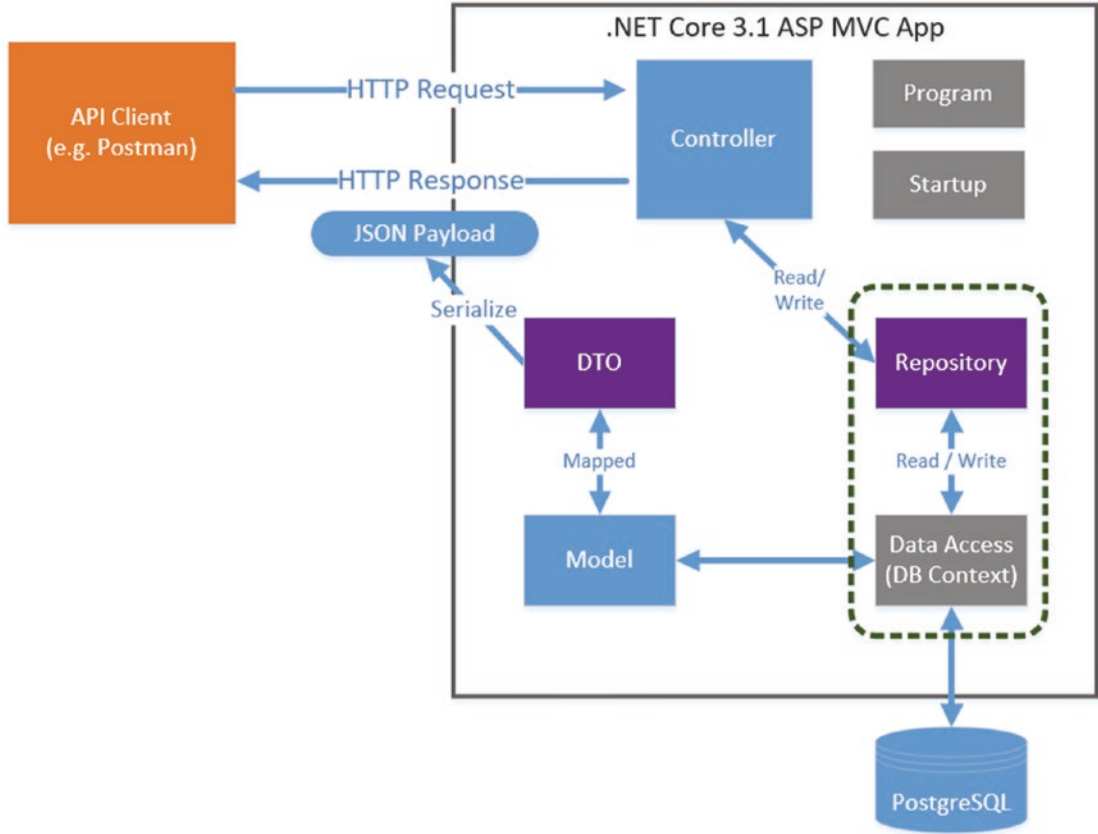 .NET Core 3.1 ASP MVC App
API Client
(e.g. Postman)
HTTP Request
Controller
Program
HTTP Response
Startup
JSON Payload
Read/
Write
Serialize
DTO
Repository
Mapped
Read / Write
Model
Data Access
(DB Context)
PostgreSQL